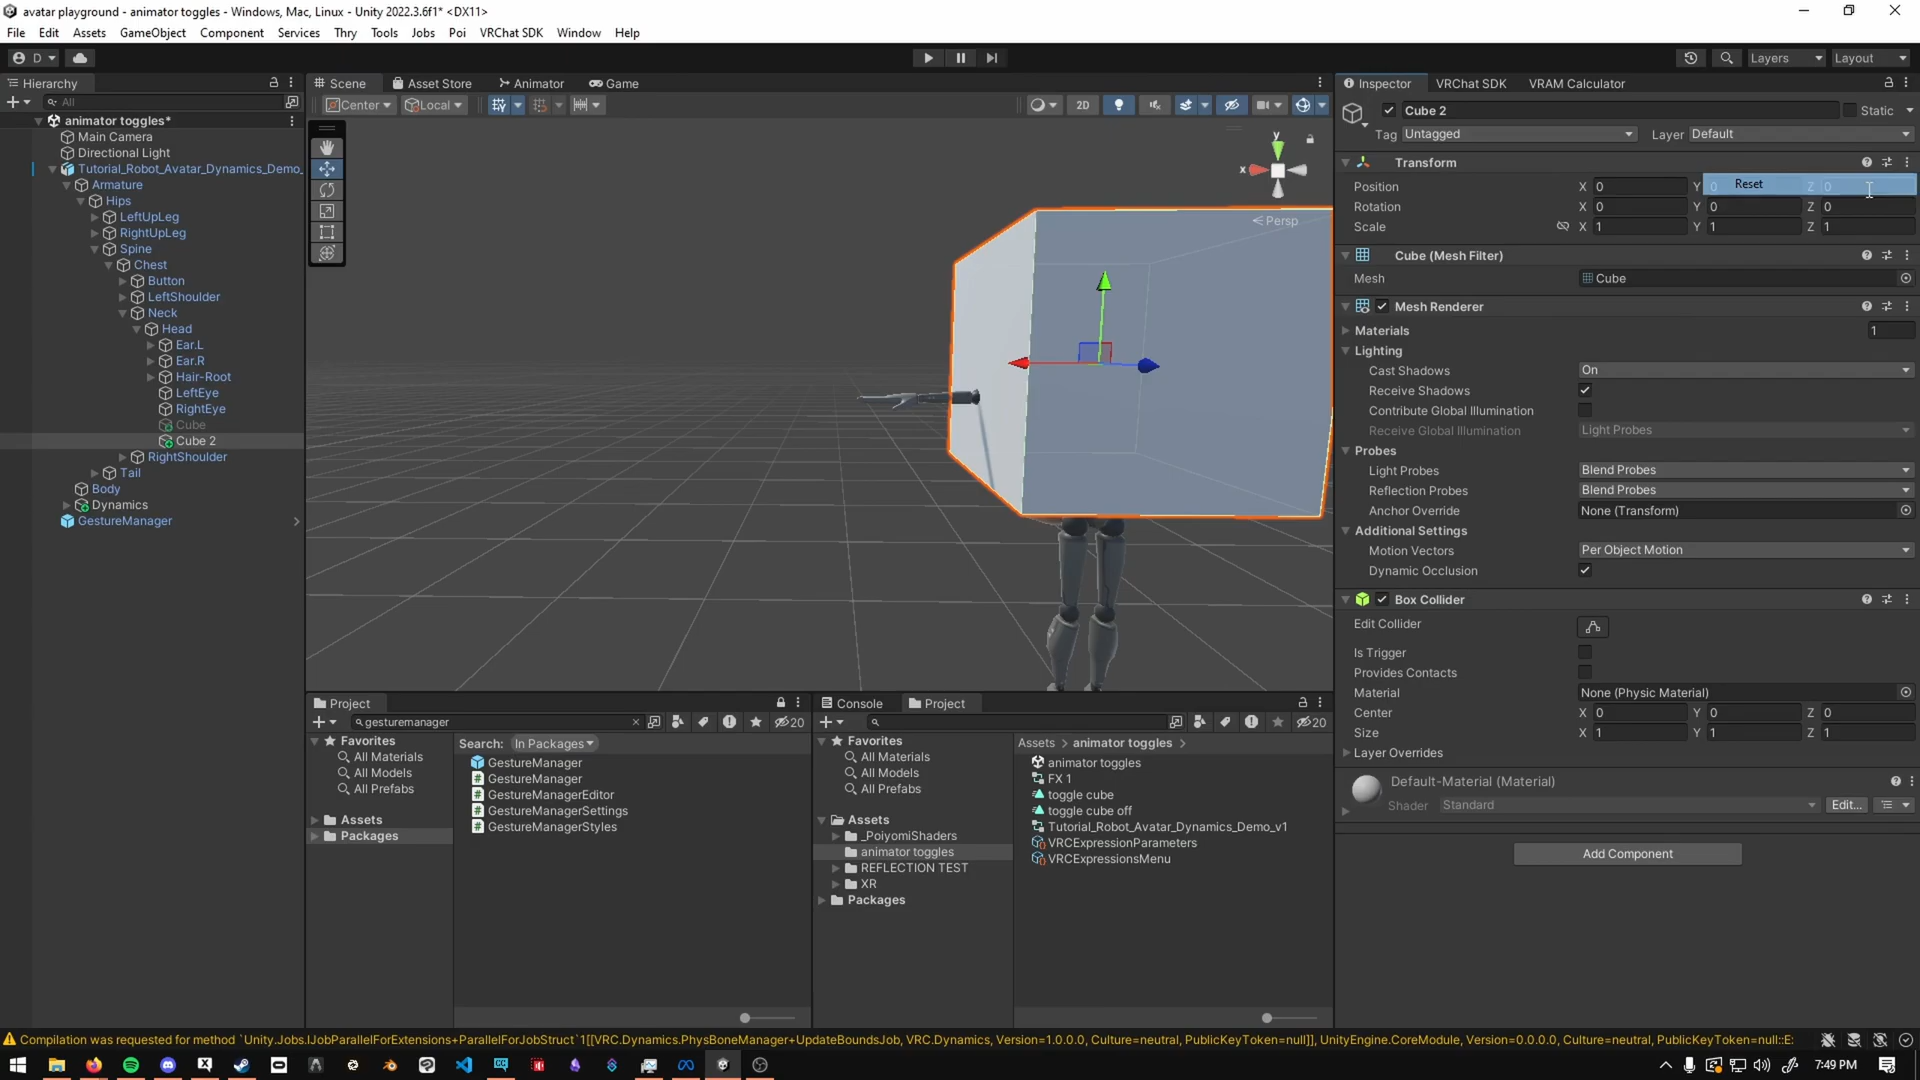 avatar playground - animator toggles - Windows, Mac, Linux - Unity 2022.3.6f1* <DX11>
File Edit Assets GameObject Component Services Thry Tools Jobs Poi VRChat SDK Window Help
D Layers Layout
Hierarchy
All
animator toggles*
Main Camera
Directional Light
Tutorial_Robot_Avatar_Dynamics_Demo_
Armature
Hips
LeftUpLeg
RightUpLeg
Spine
Chest
Button
LeftShoulder
Neck
Head
Ear.L
Ear.R
Hair-Root
LeftEye
RightEye
Cube
Cube 2
RightShoulder
Tail
Body
Dynamics
GestureManager
Scene Asset Store Animator Game
Center Local 2D
y
x
Persp
Inspector VRChat SDK VRAM Calculator
Cube 2 Static
Tag Untagged Layer Default
Transform
Position X 0 Y 0 Z 0
Reset
Rotation X 0 Y 0 Z 0
Scale X 1 Y 1 Z 1
Cube (Mesh Filter)
Mesh Cube
Mesh Renderer
Materials 1
Lighting
Cast Shadows On
Receive Shadows
Contribute Global Illumination
Receive Global Illumination Light Probes
Probes
Light Probes Blend Probes
Reflection Probes Blend Probes
Anchor Override None (Transform)
Additional Settings
Motion Vectors Per Object Motion
Dynamic Occlusion
Box Collider
Edit Collider
Is Trigger
Provides Contacts
Material None (Physic Material)
Center X 0 Y 0 Z 0
Size X 1 Y 1 Z 1
Layer Overrides
Default-Material (Material)
Shader Standard Edit...
Add Component
Project
gesturemanager 20
Favorites
All Materials
All Models
All Prefabs
Assets
Packages
Search: In Packages
GestureManager
GestureManager
GestureManagerEditor
GestureManagerSettings
GestureManagerStyles
Console Project
20
Favorites
All Materials
All Models
All Prefabs
Assets
_PoiyomiShaders
animator toggles
REFLECTION TEST
XR
Packages
Assets > animator toggles >
animator toggles
FX 1
toggle cube
toggle cube off
Tutorial_Robot_Avatar_Dynamics_Demo_v1
VRCExpressionParameters
VRCExpressionsMenu
Compilation was requested for method `Unity.Jobs.IJobParallelForExtensions+ParallelForJobStruct`1[[VRC.Dynamics.PhysBoneManager+UpdateBoundsJob, VRC.Dynamics, Version=1.0.0.0, Culture=neutral, PublicKeyToken=null]], UnityEngine.CoreModule, Version=0.0.0.0, Culture=neutral, PublicKeyToken=null::E:
7:49 PM